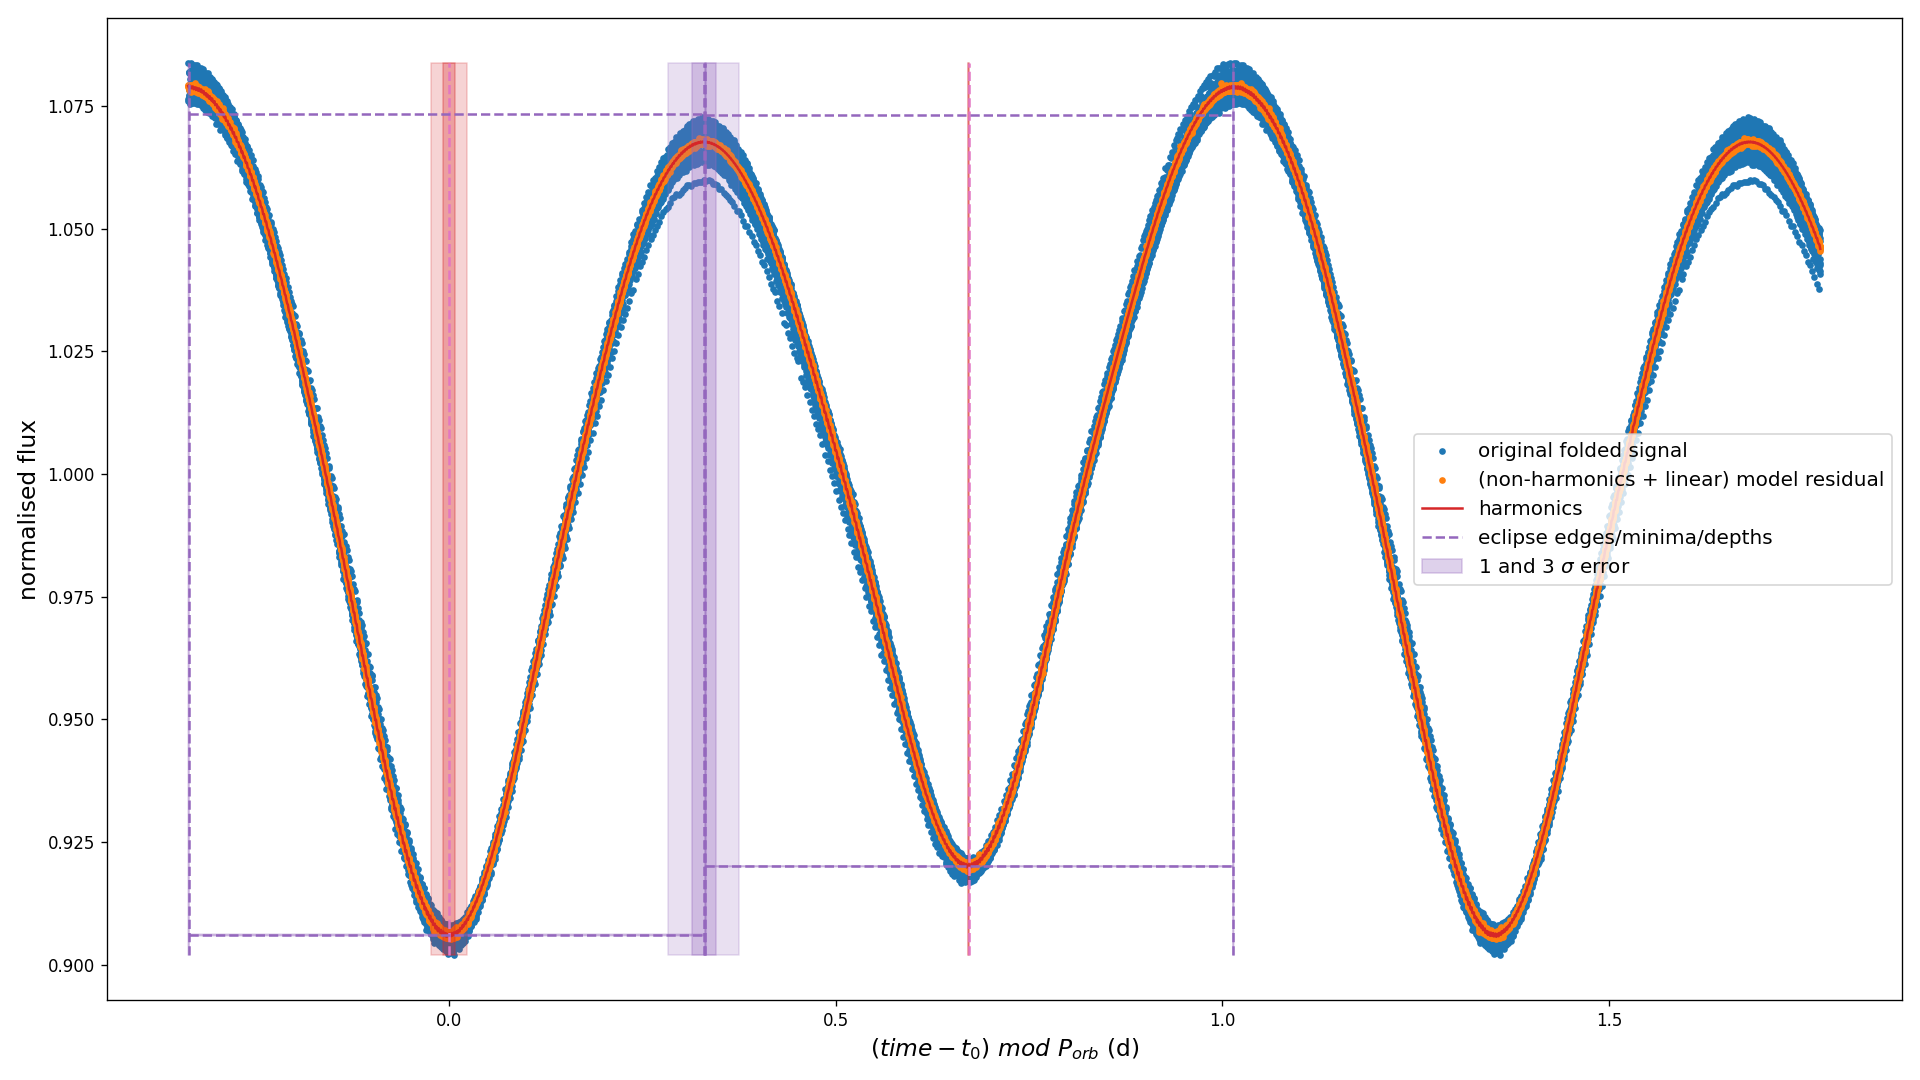 normalised flux
1.075
1.050
1.025
1.000
0.975
0.950
0.925
0.900
original folded signal
(non-harmonics + linear) model residual
harmonics
eclipse edges/minima/depths
1 and 3 σ error
0.0 0.5 1.0 1.5
(time − t₀) mod Pₒᵣb (d)